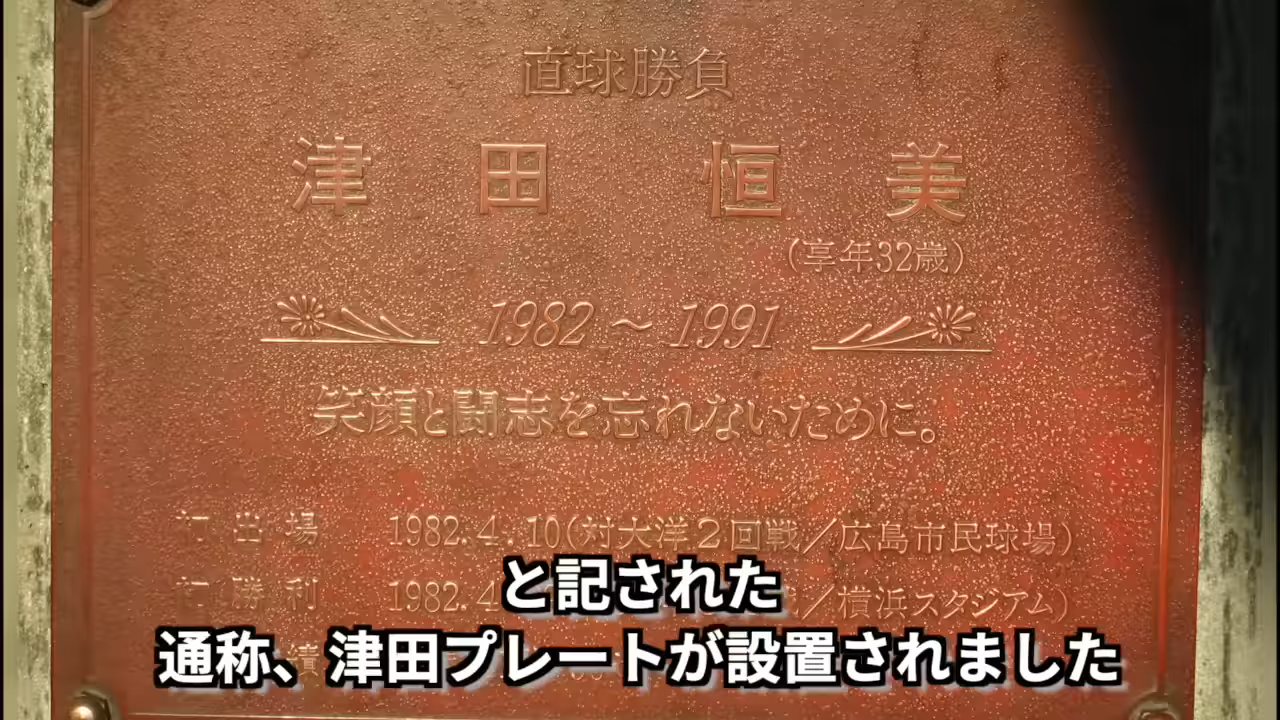 直球勝負
津田恒美
(享年32歳)
1982～1991
笑顔と闘志を忘れないために。
初出場 1982.4.10(対大洋2回戦／広島市民球場)
初勝利 1982.4 ／横浜スタジアム)
績
と記された
通称、津田プレートが設置されました